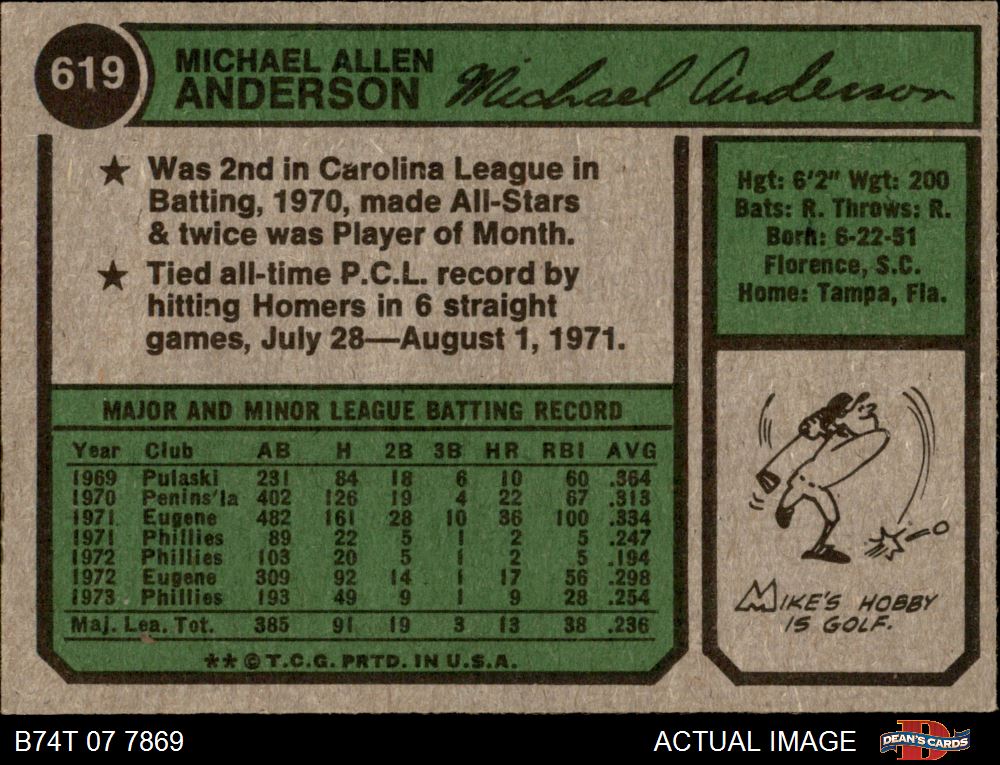 619
MICHAEL ALLEN
ANDERSON
Michael Anderson
★ Was 2nd in Carolina League in
Batting, 1970, made All-Stars
& twice was Player of Month.
★ Tied all-time P.C.L. record by
hitting Homers in 6 straight
games, July 28—August 1, 1971.
Hgt: 6'2" Wgt: 200
Bats: R. Throws: R.
Born: 6-22-51
Florence, S.C.
Home: Tampa, Fla.
MAJOR AND MINOR LEAGUE BATTING RECORD
Year Club AB H 2B 3B HR RBI AVG
1969 Pulaski 231 84 18 6 10 60 .364
1970 Penins'la 402 126 19 4 22 67 .313
1971 Eugene 482 161 28 10 36 100 .334
1971 Phillies 89 22 5 1 2 5 .247
1972 Phillies 103 20 5 1 2 5 .194
1972 Eugene 309 92 14 1 17 56 .298
1973 Phillies 193 49 9 1 9 28 .254
Maj. Lea. Tot. 385 91 19 3 13 38 .236
** © T.C.G. PRTD. IN U.S.A.
MIKE'S HOBBY
IS GOLF.
B74T 07 7869
ACTUAL IMAGE
DEAN'S CARDS